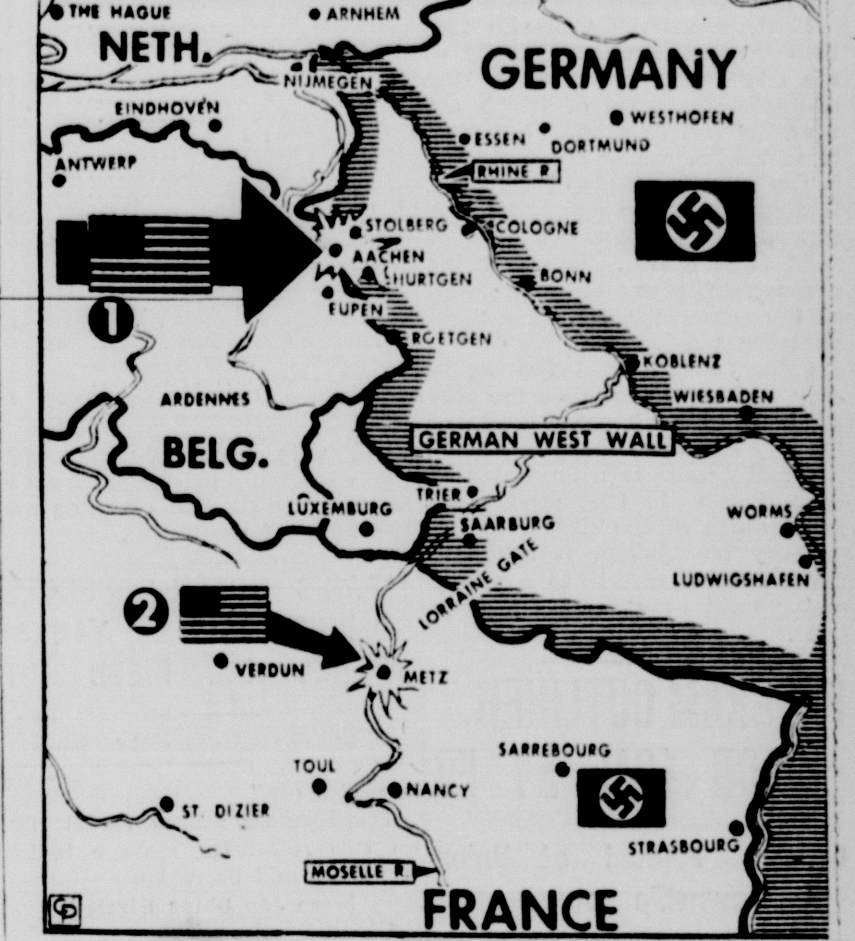 THE HAGUE
ARNHEM
NETH.
GERMANY
NIJMEGEN
EINDHOVEN
WESTHOFEN
ESSEN
DORTMUND
ANTWERP
RHINE R
STOLBERG
COLOGNE
AACHEN
HURTGEN
BONN
EUPEN
1
ROETGEN
KOBLENZ
ARDENNES
WIESBADEN
GERMAN WEST WALL
BELG.
TRIER
LUXEMBURG
SAARBURG
WORMS
LORRAINE GATE
LUDWIGSHAFEN
2
VERDUN
METZ
SARREBOURG
TOUL
NANCY
ST. DIZIER
STRASBOURG
MOSELLE R.
FRANCE
CP